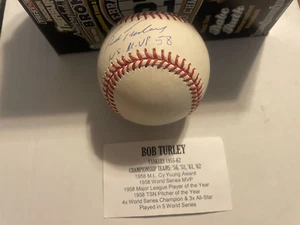 Bob Turley
W.S. MVP 58
BOB TURLEY
YANKEES 1955-62
CHAMPIONSHIP TEAMS: '56, '58, '61, '62
1958 M.L. Cy Young Award
1958 World Series MVP
1958 Major League Player of the Year
1958 TSN Pitcher of the Year
4x World Series Champion & 3x All-Star
Played in 5 World Series